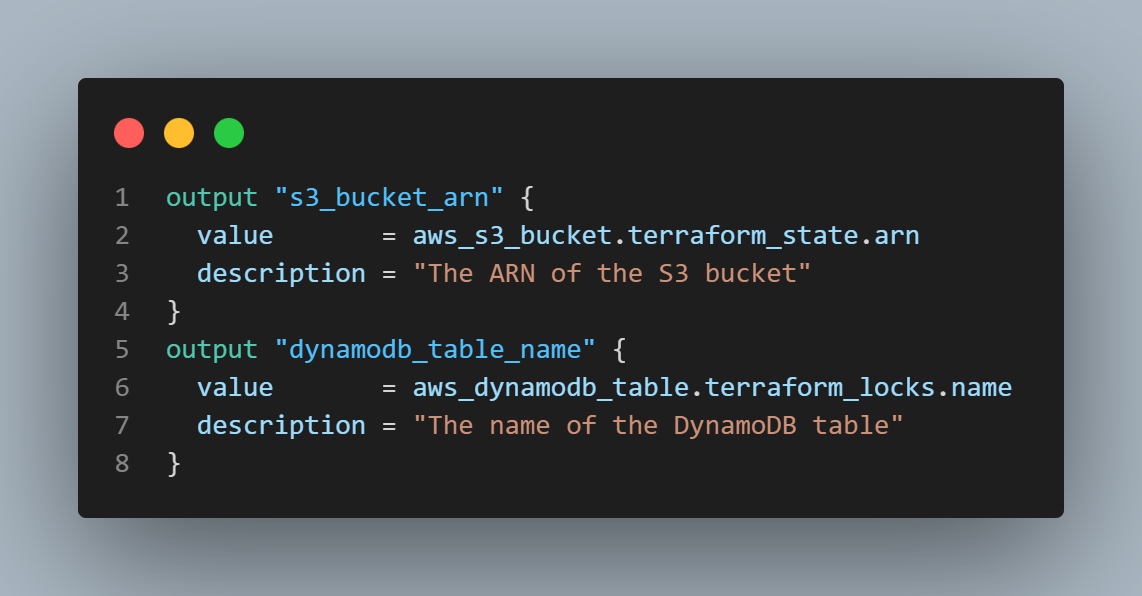 1 output "s3_bucket_arn" {
2   value       = aws_s3_bucket.terraform_state.arn
3   description = "The ARN of the S3 bucket"
4 }
5 output "dynamodb_table_name" {
6   value       = aws_dynamodb_table.terraform_locks.name
7   description = "The name of the DynamoDB table"
8 }